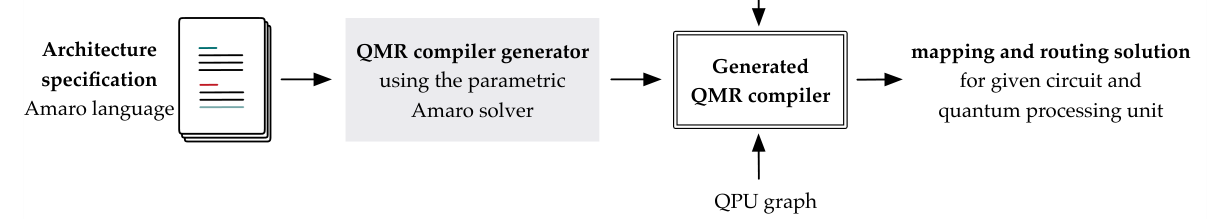 Architecture
specification
Amaro language
QMR compiler generator
using the parametric
Amaro solver
Generated
QMR compiler
mapping and routing solution
for given circuit and
quantum processing unit
QPU graph